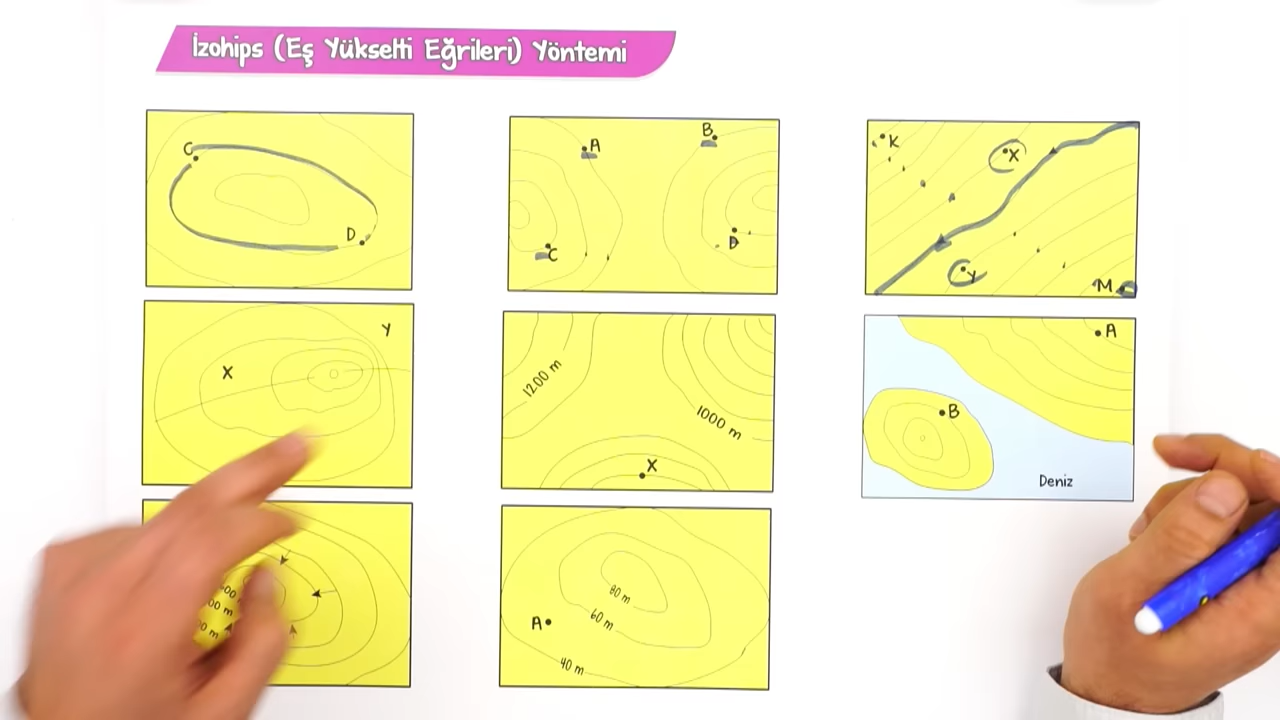 İzohips (Eş Yükselti Eğrileri) Yöntemi
C
D
A
B
C
D
K
X
Y
M
X
Y
1200 m
1000 m
X
A
B
Deniz
80 m
60 m
A
40 m